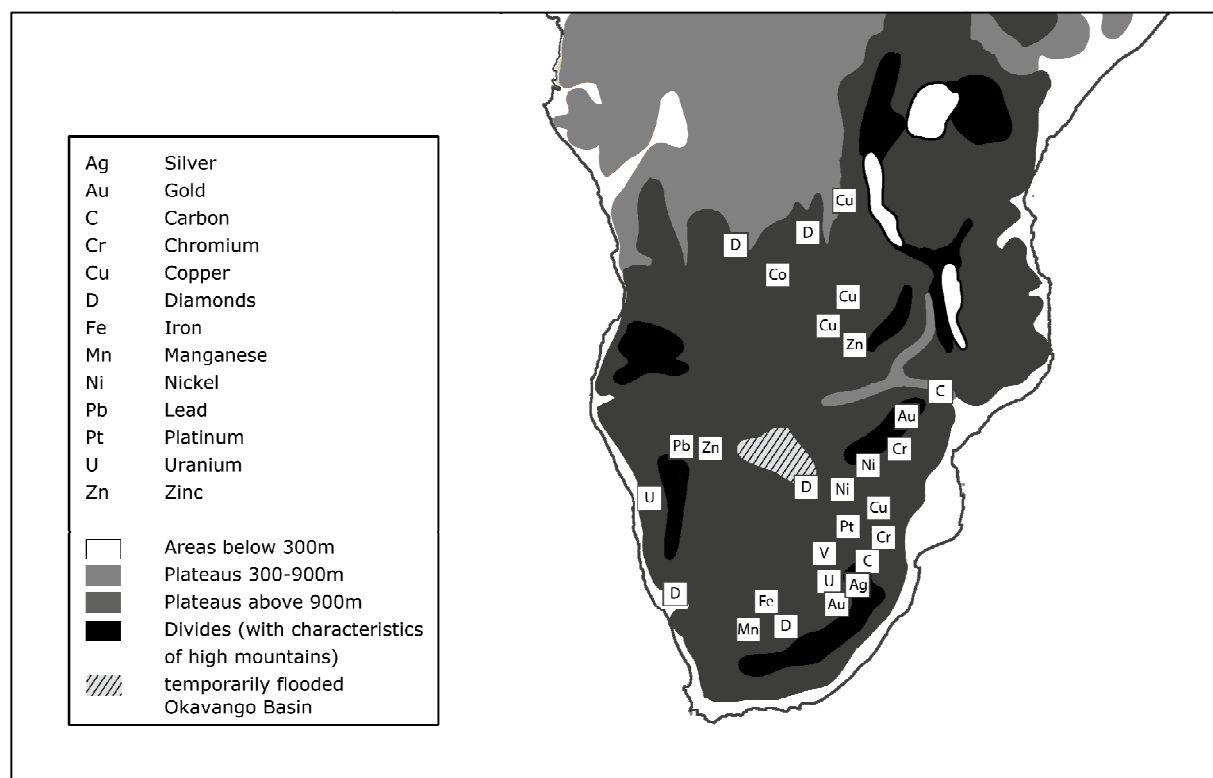 Ag Silver
Au Gold
C Carbon
Cr Chromium
Cu Copper
D Diamonds
Fe Iron
Mn Manganese
Ni Nickel
Pb Lead
Pt Platinum
U Uranium
Zn Zinc
Areas below 300m
Plateaus 300-900m
Plateaus above 900m
Divides (with characteristics
of high mountains)
temporarily flooded
Okavango Basin
Cu
D
D
Co
Cu
Cu
Zn
C
Au
Pb Zn
Cr
Ni
U
D
Ni
Cu
Pt
Cr
V
C
U
Ag
D
Fe
Au
Mn
D